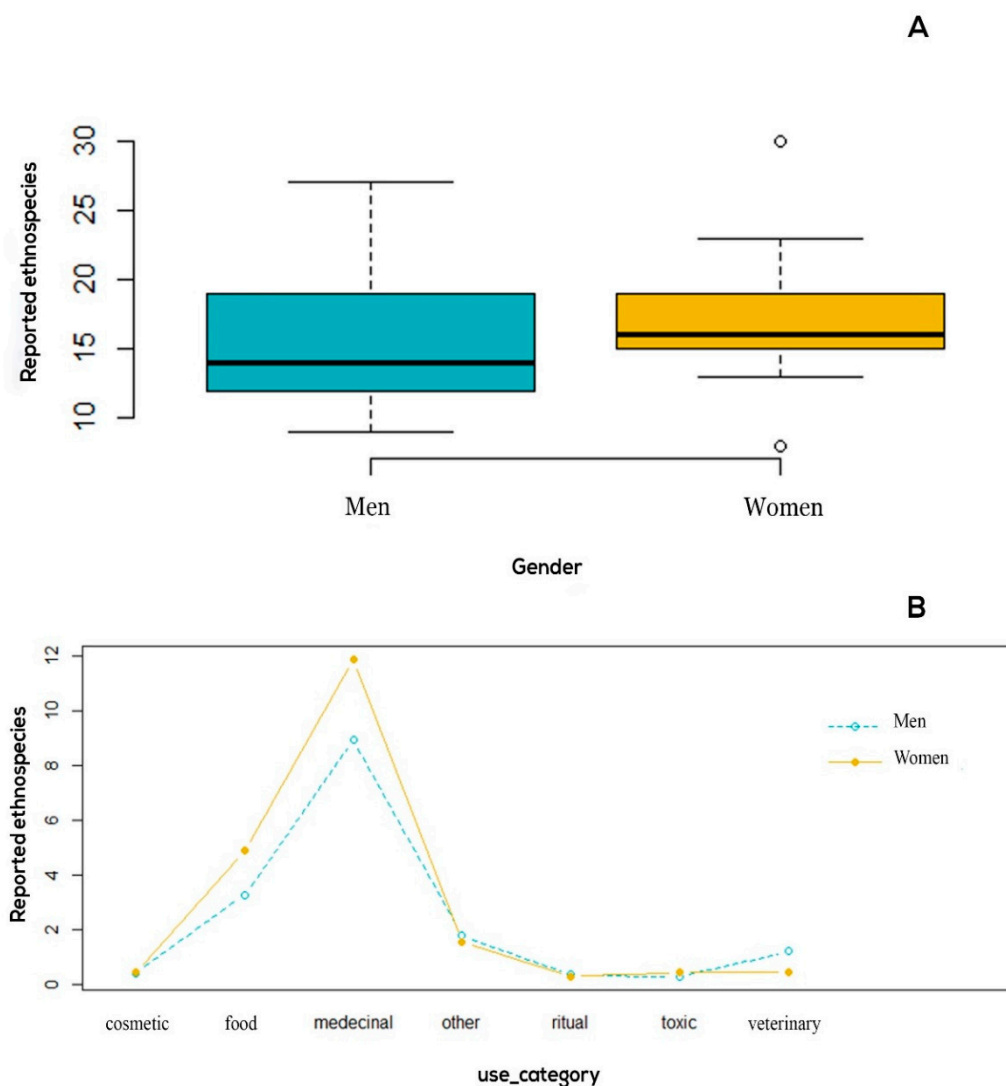 A
Reported ethnospecies
30
25
20
15
10
Men Women
Gender
B
Reported ethnospecies
12
10
8
6
4
2
0
Men
Women
cosmetic food medecinal other ritual toxic veterinary
use_category